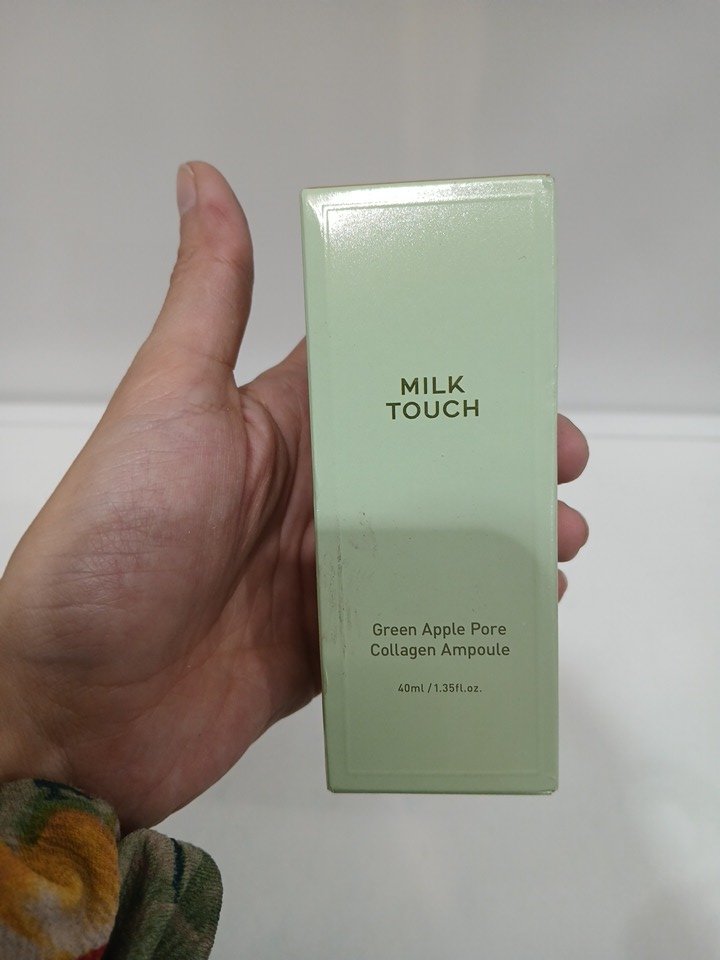 MILK
TOUCH
Green Apple Pore
Collagen Ampoule
40ml / 1.35fl.oz.